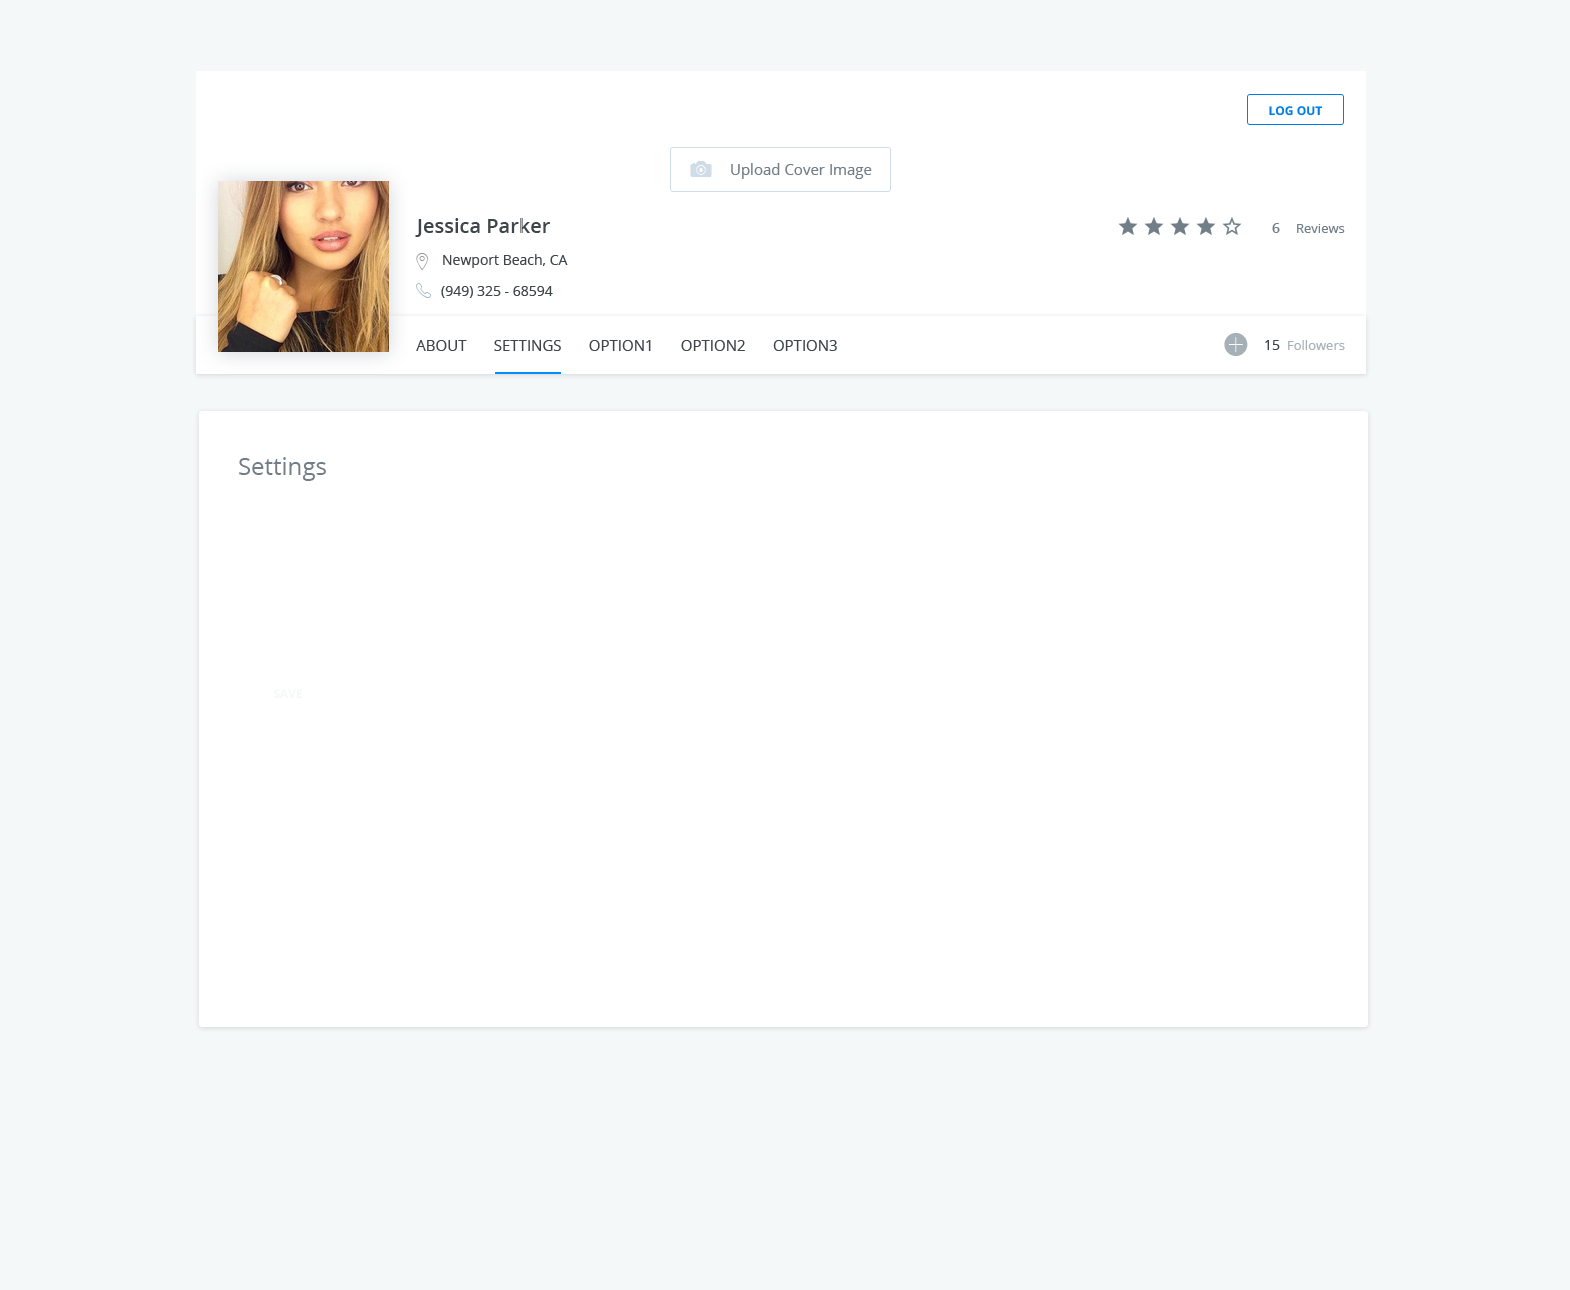 LOG OUT
Upload Cover Image
Jessica Parker
6 Reviews
Newport Beach, CA
(949) 325 - 68594
ABOUT SETTINGS OPTION1 OPTION2 OPTION3 15 Followers
Settings
SAVE